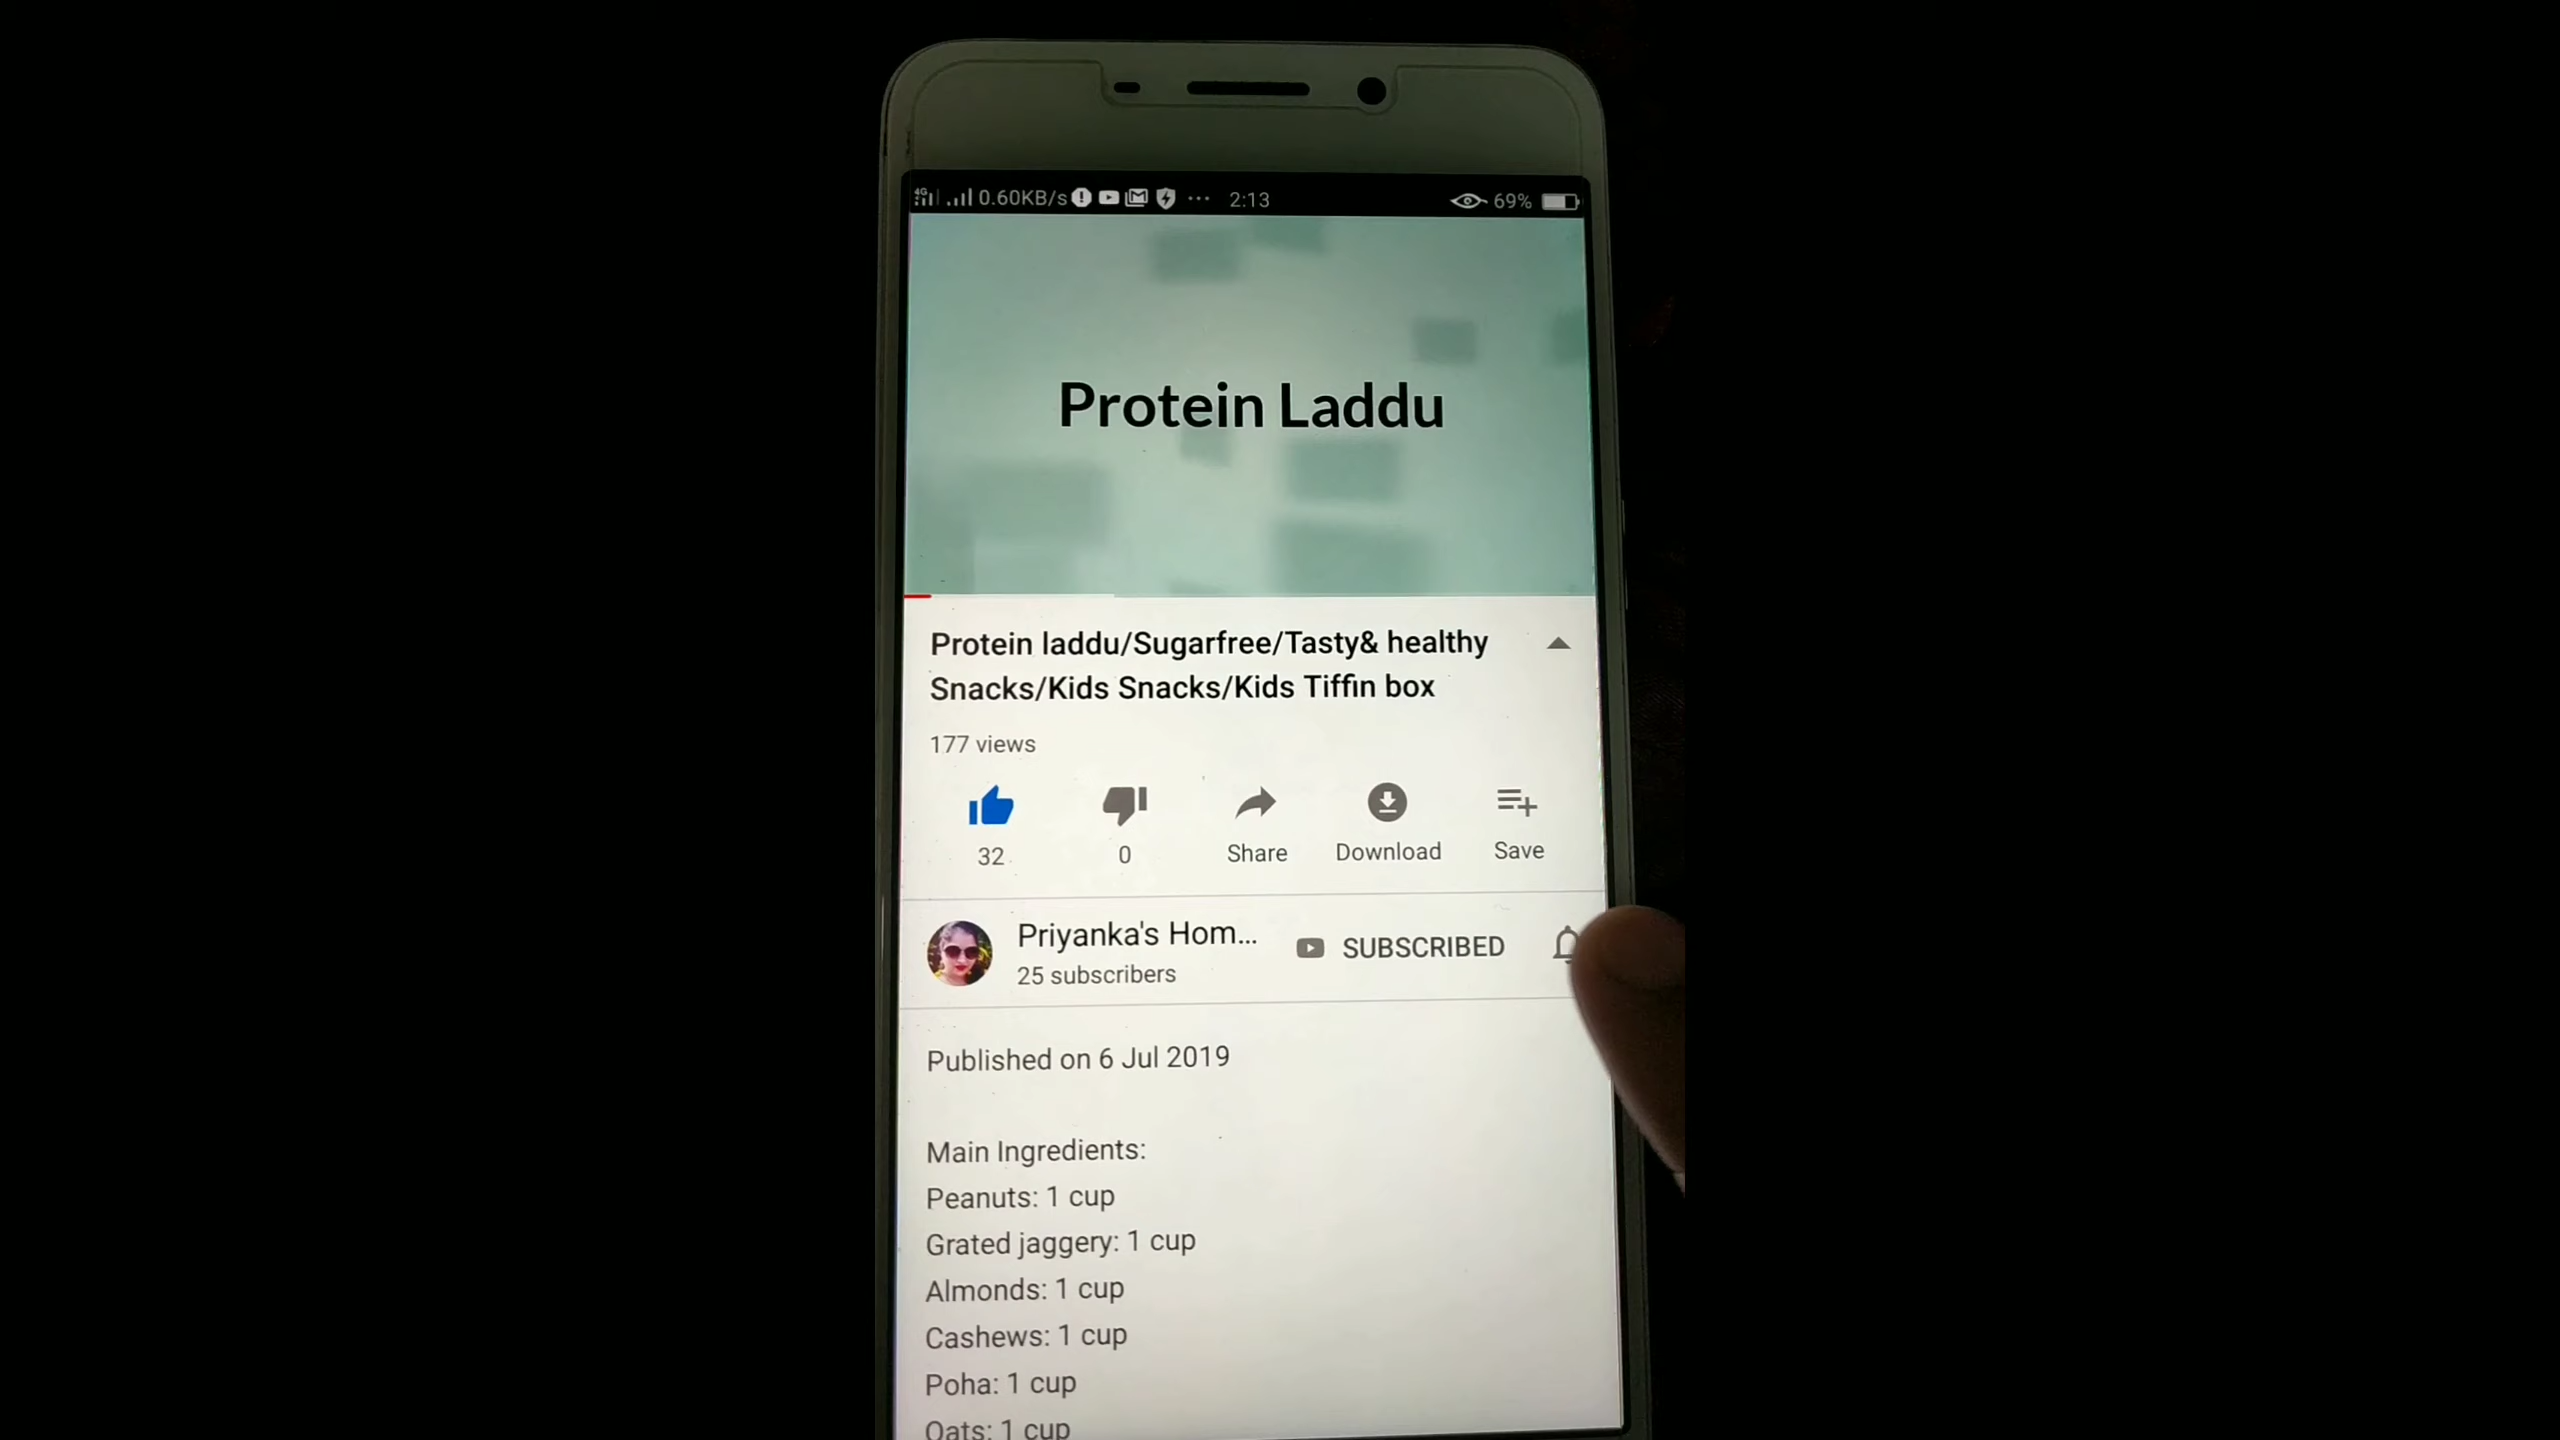 4G 0.60KB/s ... 2:13 69%
Protein Laddu
Protein laddu/Sugarfree/Tasty& healthy
Snacks/Kids Snacks/Kids Tiffin box
177 views
32 0 Share Download Save
Priyanka's Hom... SUBSCRIBED
25 subscribers
Published on 6 Jul 2019
Main Ingredients:
Peanuts: 1 cup
Grated jaggery: 1 cup
Almonds: 1 cup
Cashews: 1 cup
Poha: 1 cup
Oats: 1 cup